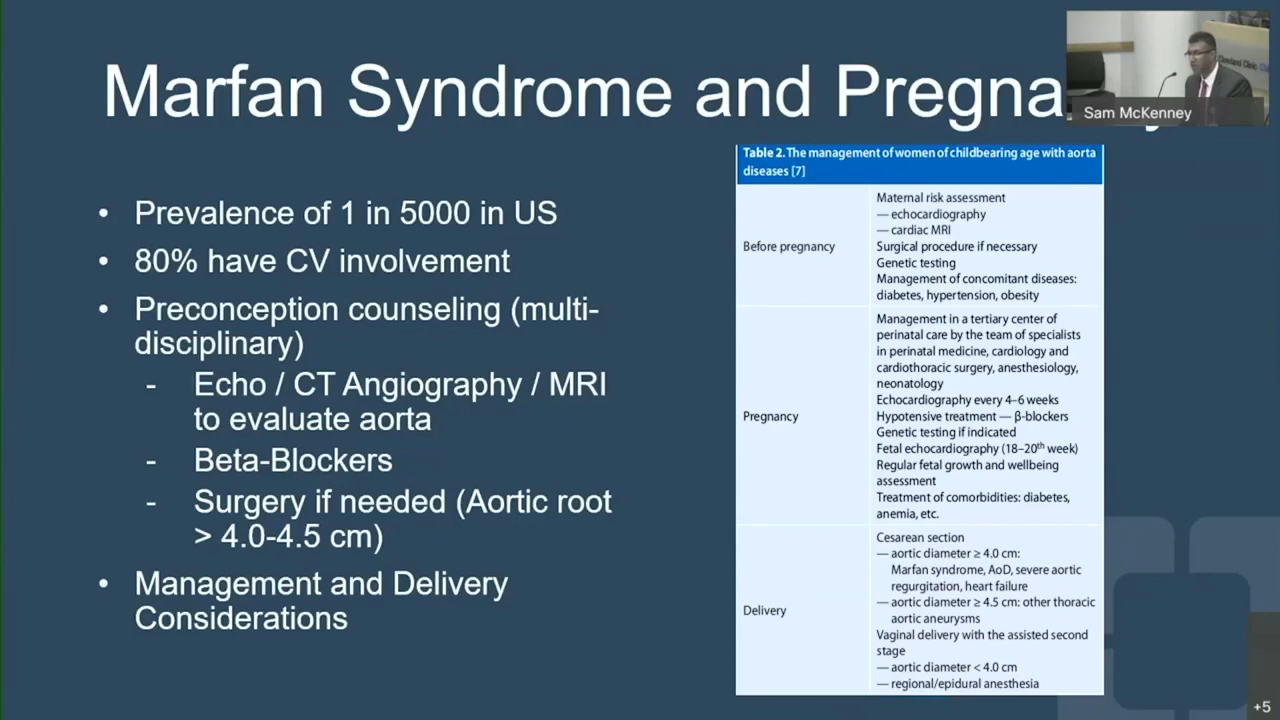 Marfan Syndrome and Pregna
Cleveland Clinic
Sam McKenney
• Prevalence of 1 in 5000 in US
• 80% have CV involvement
• Preconception counseling (multi-
disciplinary)
- Echo / CT Angiography / MRI
to evaluate aorta
- Beta-Blockers
- Surgery if needed (Aortic root
> 4.0-4.5 cm)
• Management and Delivery
Considerations
Table 2. The management of women of childbearing age with aorta
diseases [7]
Before pregnancy
Maternal risk assessment
— echocardiography
— cardiac MRI
Surgical procedure if necessary
Genetic testing
Management of concomitant diseases:
diabetes, hypertension, obesity
Pregnancy
Management in a tertiary center of
perinatal care by the team of specialists
in perinatal medicine, cardiology and
cardiothoracic surgery, anesthesiology,
neonatology
Echocardiography every 4–6 weeks
Hypotensive treatment — β-blockers
Genetic testing if indicated
Fetal echocardiography (18–20th week)
Regular fetal growth and wellbeing
assessment
Treatment of comorbidities: diabetes,
anemia, etc.
Delivery
Cesarean section
— aortic diameter ≥ 4.0 cm:
Marfan syndrome, AoD, severe aortic
regurgitation, heart failure
— aortic diameter ≥ 4.5 cm: other thoracic
aortic aneurysms
Vaginal delivery with the assisted second
stage
— aortic diameter < 4.0 cm
— regional/epidural anesthesia
+5